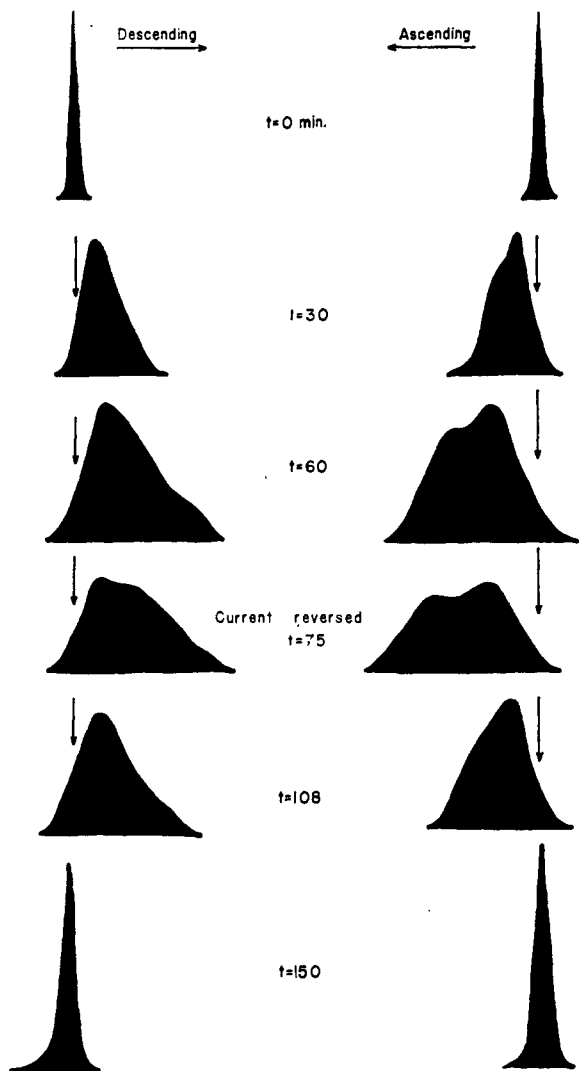 Descending
Ascending
t=0 min.
t=30
t=60
Current reversed
t=75
t=108
t=150